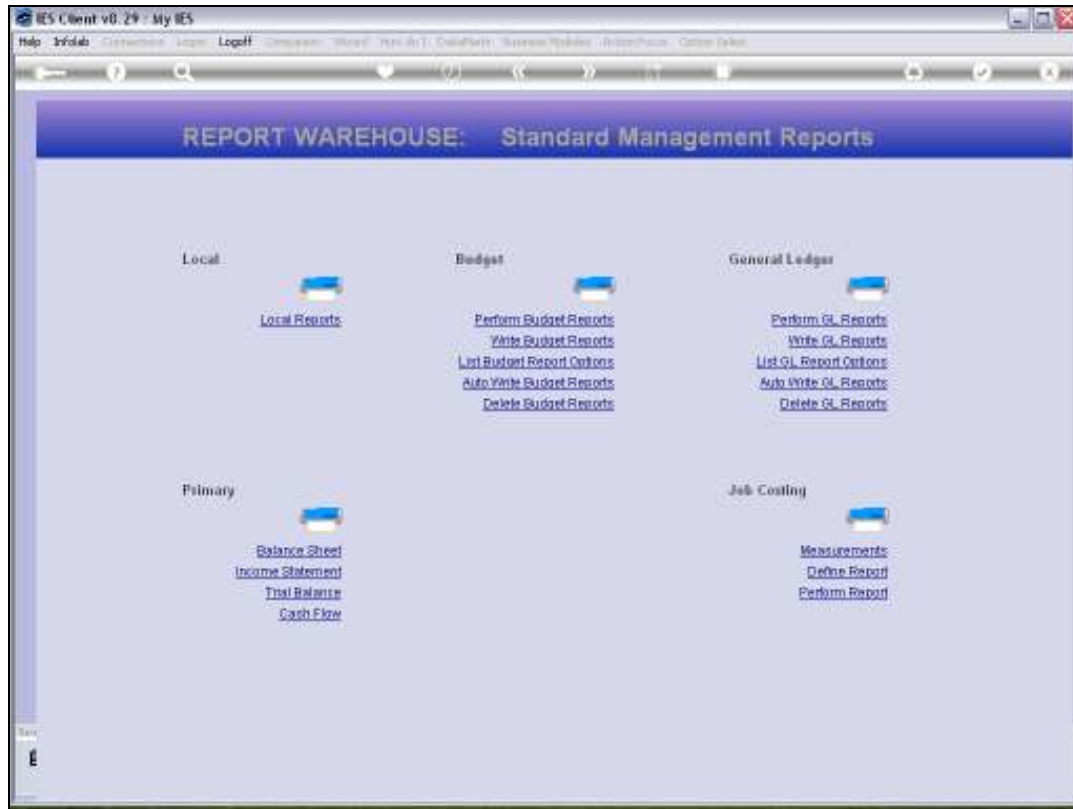 IES Client v8.29 : My IES
Help Infolab Logoff
REPORT WAREHOUSE: Standard Management Reports
Local
Local Reports
Budget
Perform Budget Reports
Write Budget Reports
List Budget Report Options
Auto Write Budget Reports
Delete Budget Reports
General Ledger
Perform GL Reports
Write GL Reports
List GL Report Options
Auto Write GL Reports
Delete GL Reports
Primary
Balance Sheet
Income Statement
Trial Balance
Cash Flow
Job Costing
Measurements
Define Report
Perform Report